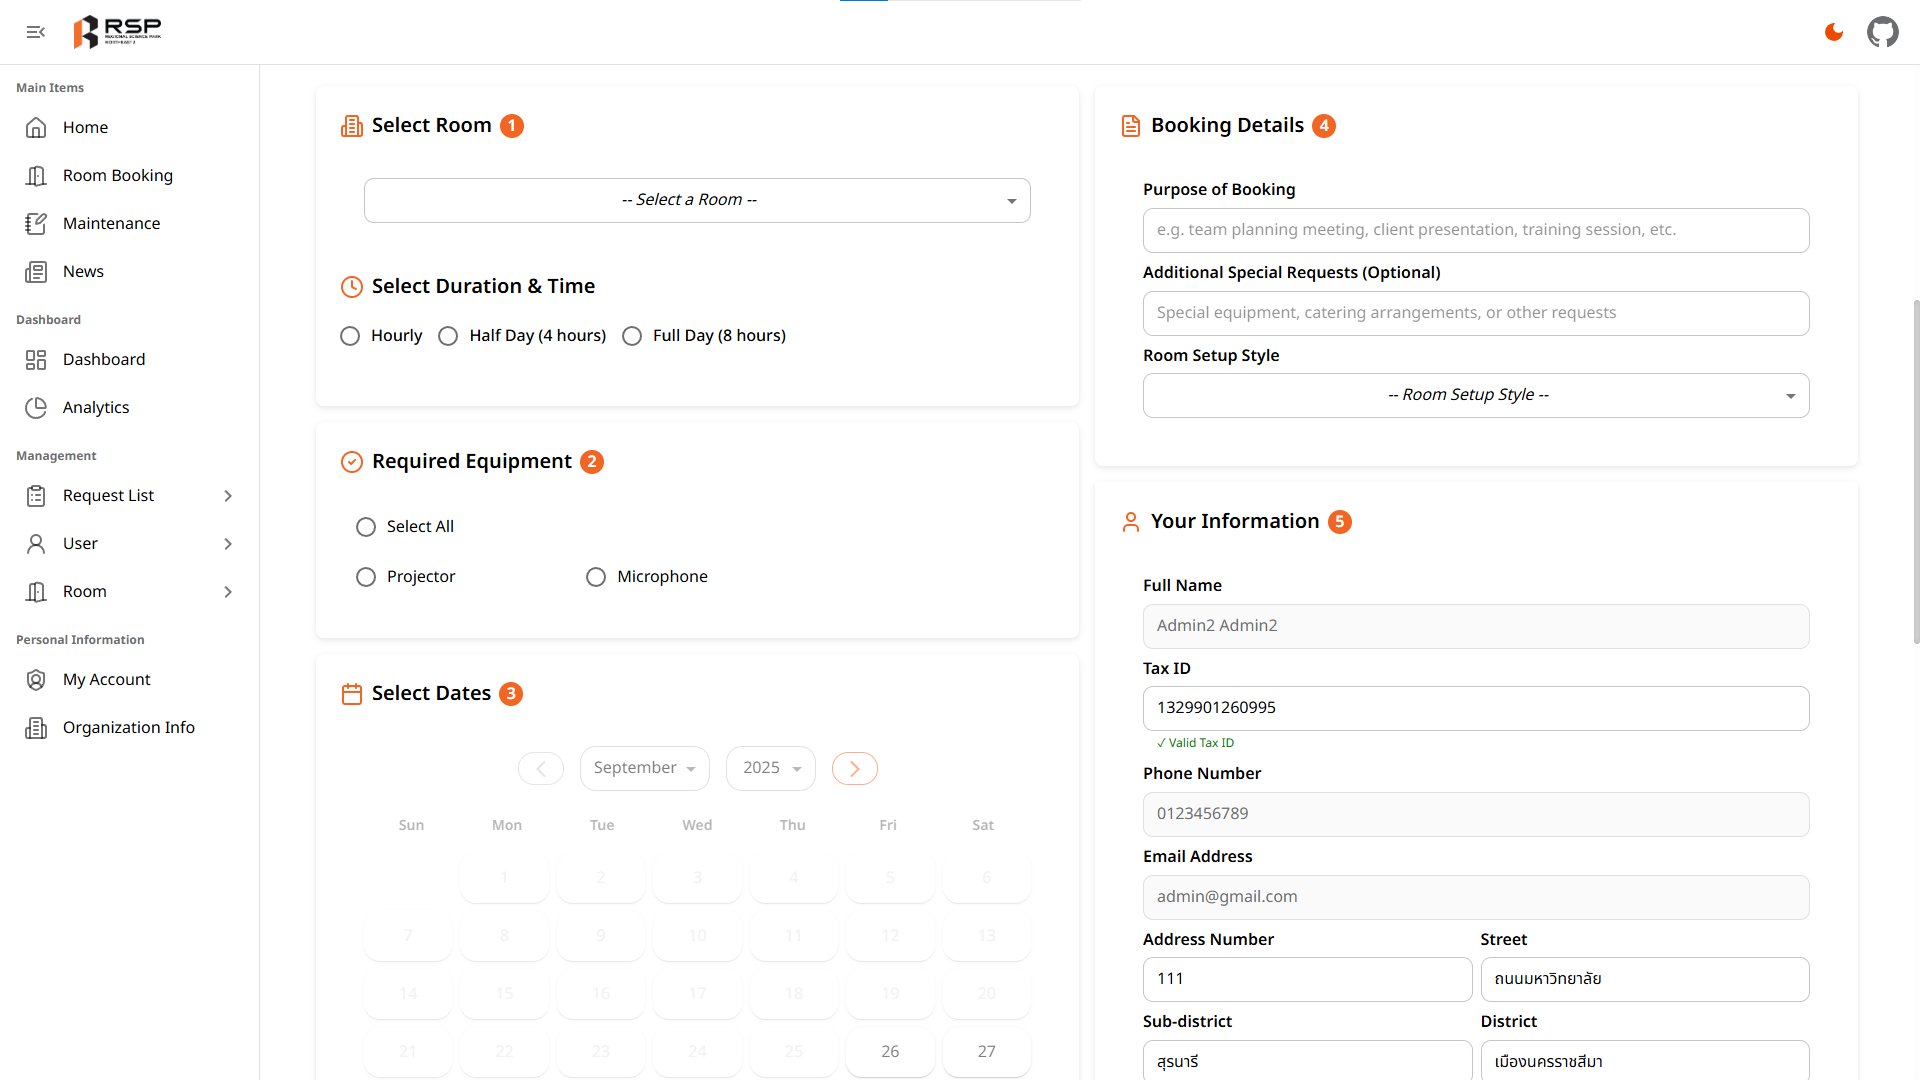 RSP
REGIONAL SCIENCE PARK
NORTHEAST 2
Main Items
Home
Room Booking
Maintenance
News
Dashboard
Dashboard
Analytics
Management
Request List
User
Room
Personal Information
My Account
Organization Info
Select Room 1
-- Select a Room --
Select Duration & Time
Hourly
Half Day (4 hours)
Full Day (8 hours)
Required Equipment 2
Select All
Projector
Microphone
Select Dates 3
September
2025
Sun Mon Tue Wed Thu Fri Sat
1 2 3 4 5 6
7 8 9 10 11 12 13
14 15 16 17 18 19 20
21 22 23 24 25 26 27
Booking Details 4
Purpose of Booking
e.g. team planning meeting, client presentation, training session, etc.
Additional Special Requests (Optional)
Special equipment, catering arrangements, or other requests
Room Setup Style
-- Room Setup Style --
Your Information 5
Full Name
Admin2 Admin2
Tax ID
1329901260995
✓ Valid Tax ID
Phone Number
0123456789
Email Address
admin@gmail.com
Address Number
Street
111
ถนนมหาวิทยาลัย
Sub-district
District
สุรนารี
เมืองนครราชสีมา